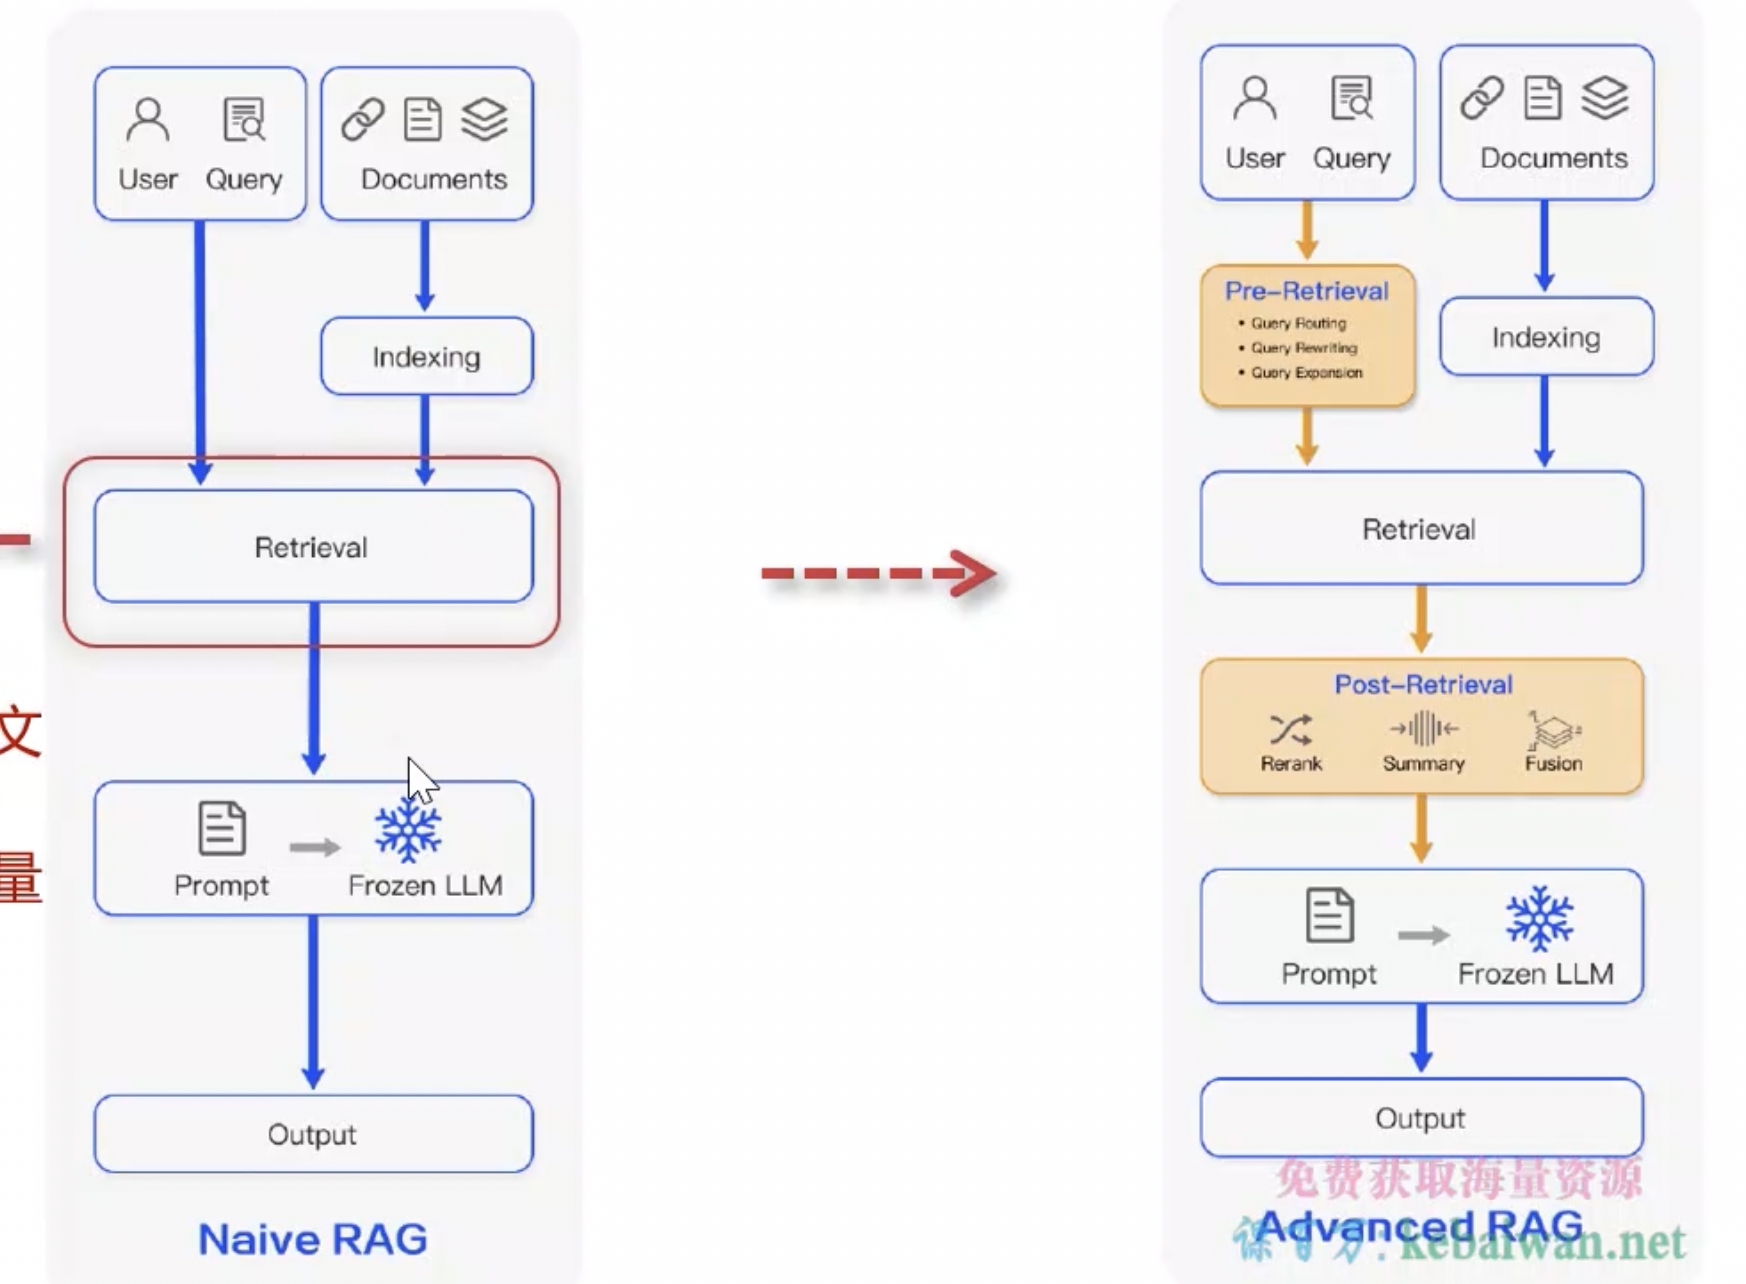 User Query
Documents
Indexing
Retrieval
文
量
Prompt
Frozen LLM
Output
Naive RAG
User Query
Documents
Pre-Retrieval
• Query Routing
• Query Rewriting
• Query Expansion
Indexing
Retrieval
Post-Retrieval
Rerank
Summary
Fusion
Prompt
Frozen LLM
Output
免费获取海量资源
Advanced RAG
课百万: kebaiwan.net